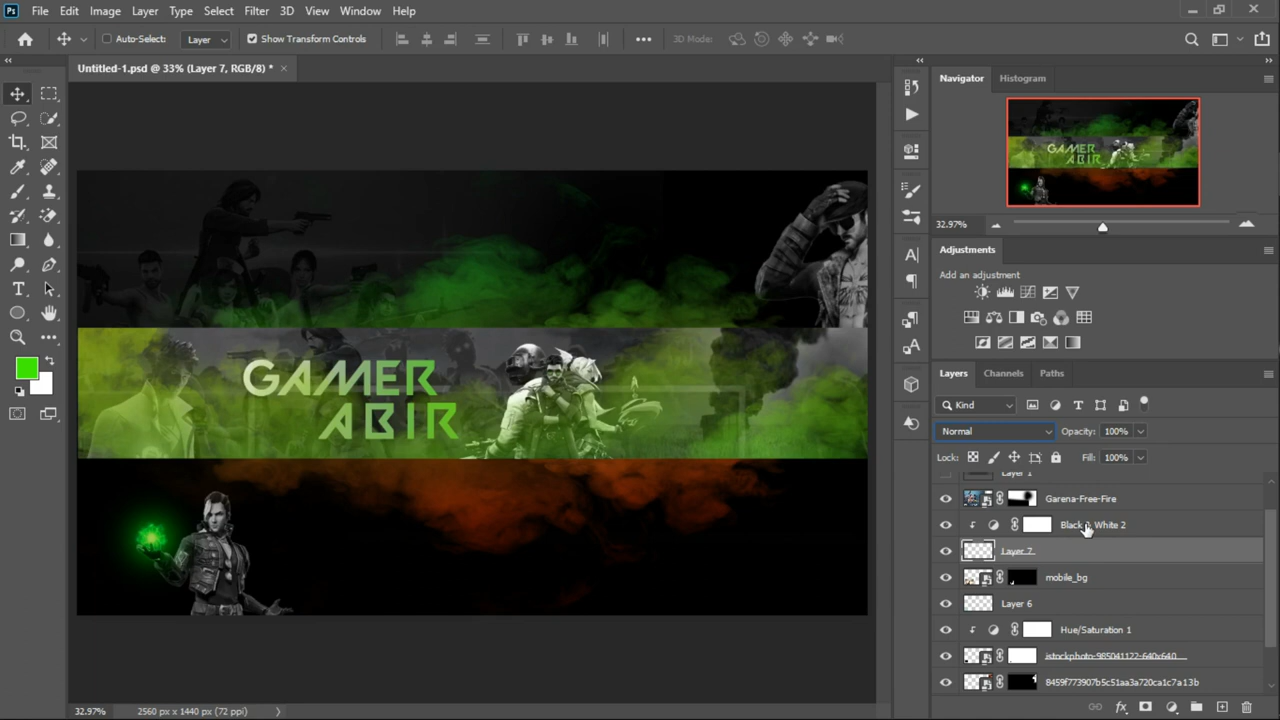 Ps File Edit Image Layer Type Select Filter 3D View Window Help
Auto-Select: Layer Show Transform Controls 3D Mode:
Untitled-1.psd @ 33% (Layer 7, RGB/8) *
Navigator Histogram
GAMER
ABIR
32.97%
Adjustments
Add an adjustment
GAMER
ABIR
Layers Channels Paths
Kind
Normal Opacity: 100%
Lock: Fill: 100%
Layer 1
Garena-Free-Fire
Black & White 2
Layer 7
mobile_bg
Layer 6
Hue/Saturation 1
istockphoto-985041122-640x640
8459f773907b5c51aa3a720ca1c7a13b
32.97% 2560 px x 1440 px (72 ppi)